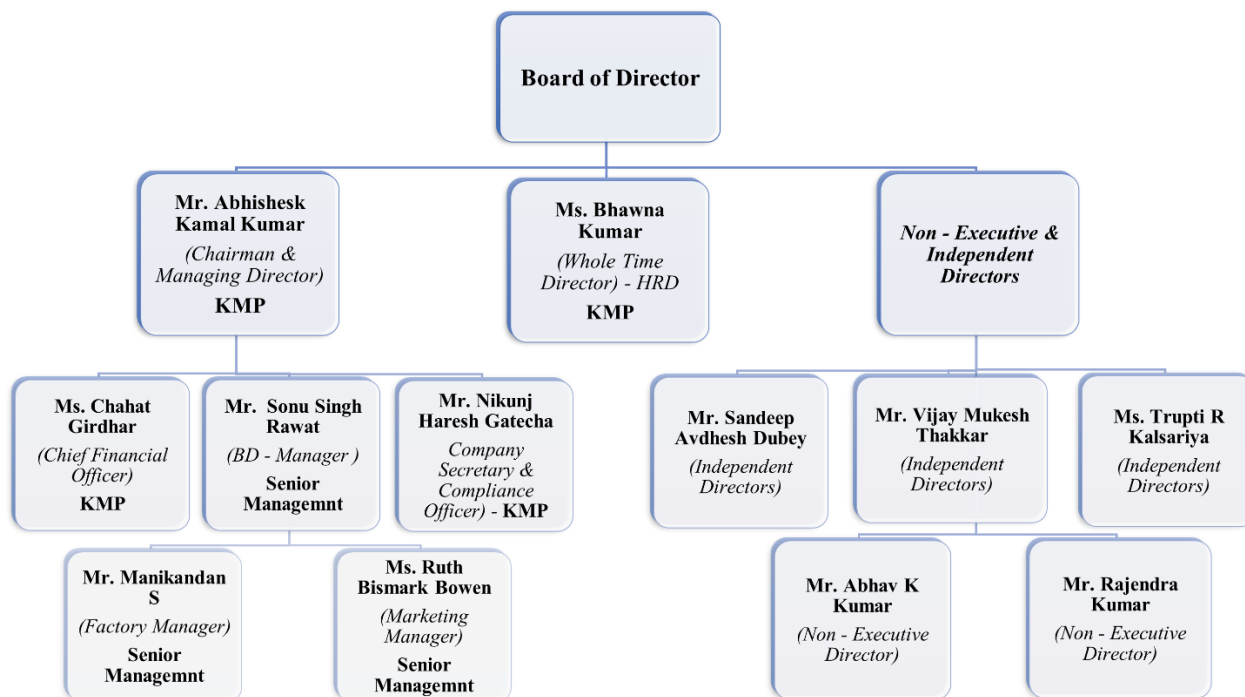 Board of Director
Mr. Abhishesk
Kamal Kumar
(Chairman &
Managing Director)
KMP
Ms. Bhawna
Kumar
(Whole Time
Director) - HRD
KMP
Non - Executive &
Independent
Directors
Ms. Chahat
Girdhar
(Chief Financial
Officer)
KMP
Mr. Sonu Singh
Rawat
(BD - Manager )
Senior
Managemnt
Mr. Nikunj
Haresh Gatecha
Company
Secretary &
Compliance
Officer) - KMP
Mr. Sandeep
Avdhesh Dubey
(Independent
Directors)
Mr. Vijay Mukesh
Thakkar
(Independent
Directors)
Ms. Trupti R
Kalsariya
(Independent
Directors)
Mr. Manikandan
S
(Factory Manager)
Senior
Managemnt
Ms. Ruth
Bismark Bowen
(Marketing
Manager)
Senior
Managemnt
Mr. Abhav K
Kumar
(Non - Executive
Director)
Mr. Rajendra
Kumar
(Non - Executive
Director)